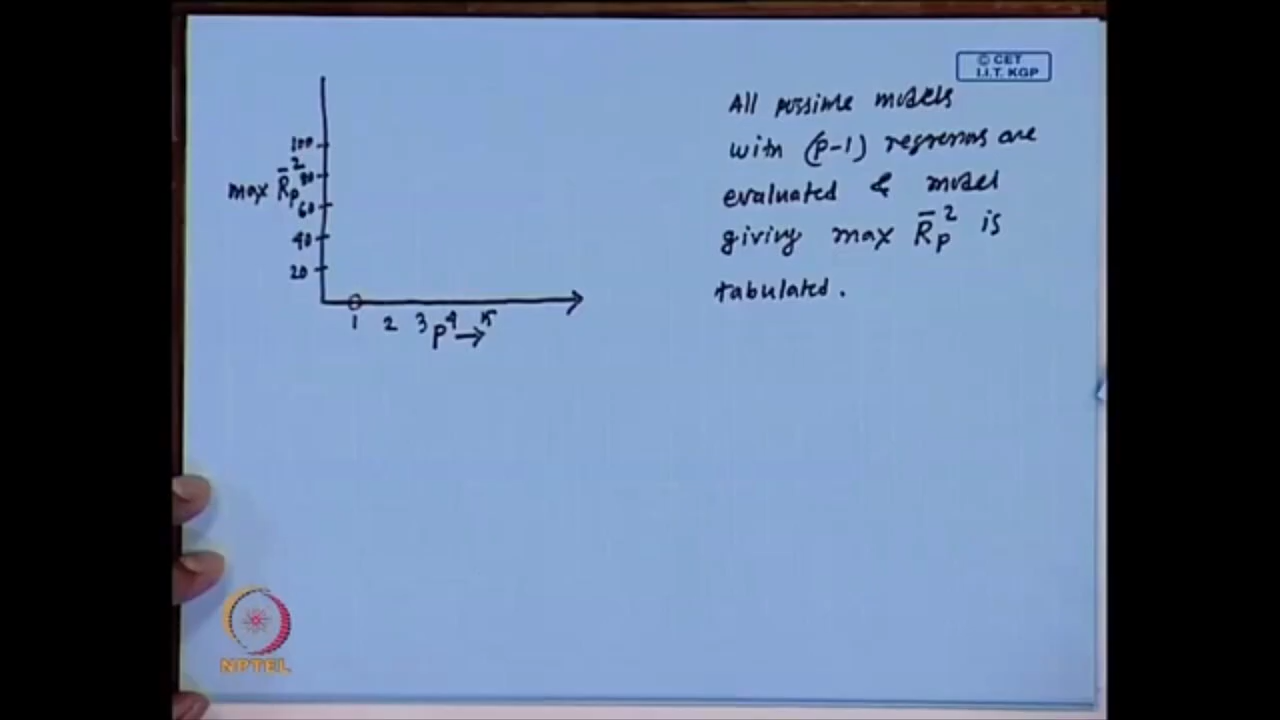 © CET
I.I.T. KGP
100
80
60
40
20
max R̄p²
1 2 3 4 5
p →
All possible models
with (p-1) regressors are
evaluated & model
giving max R̄p² is
tabulated.
NPTEL